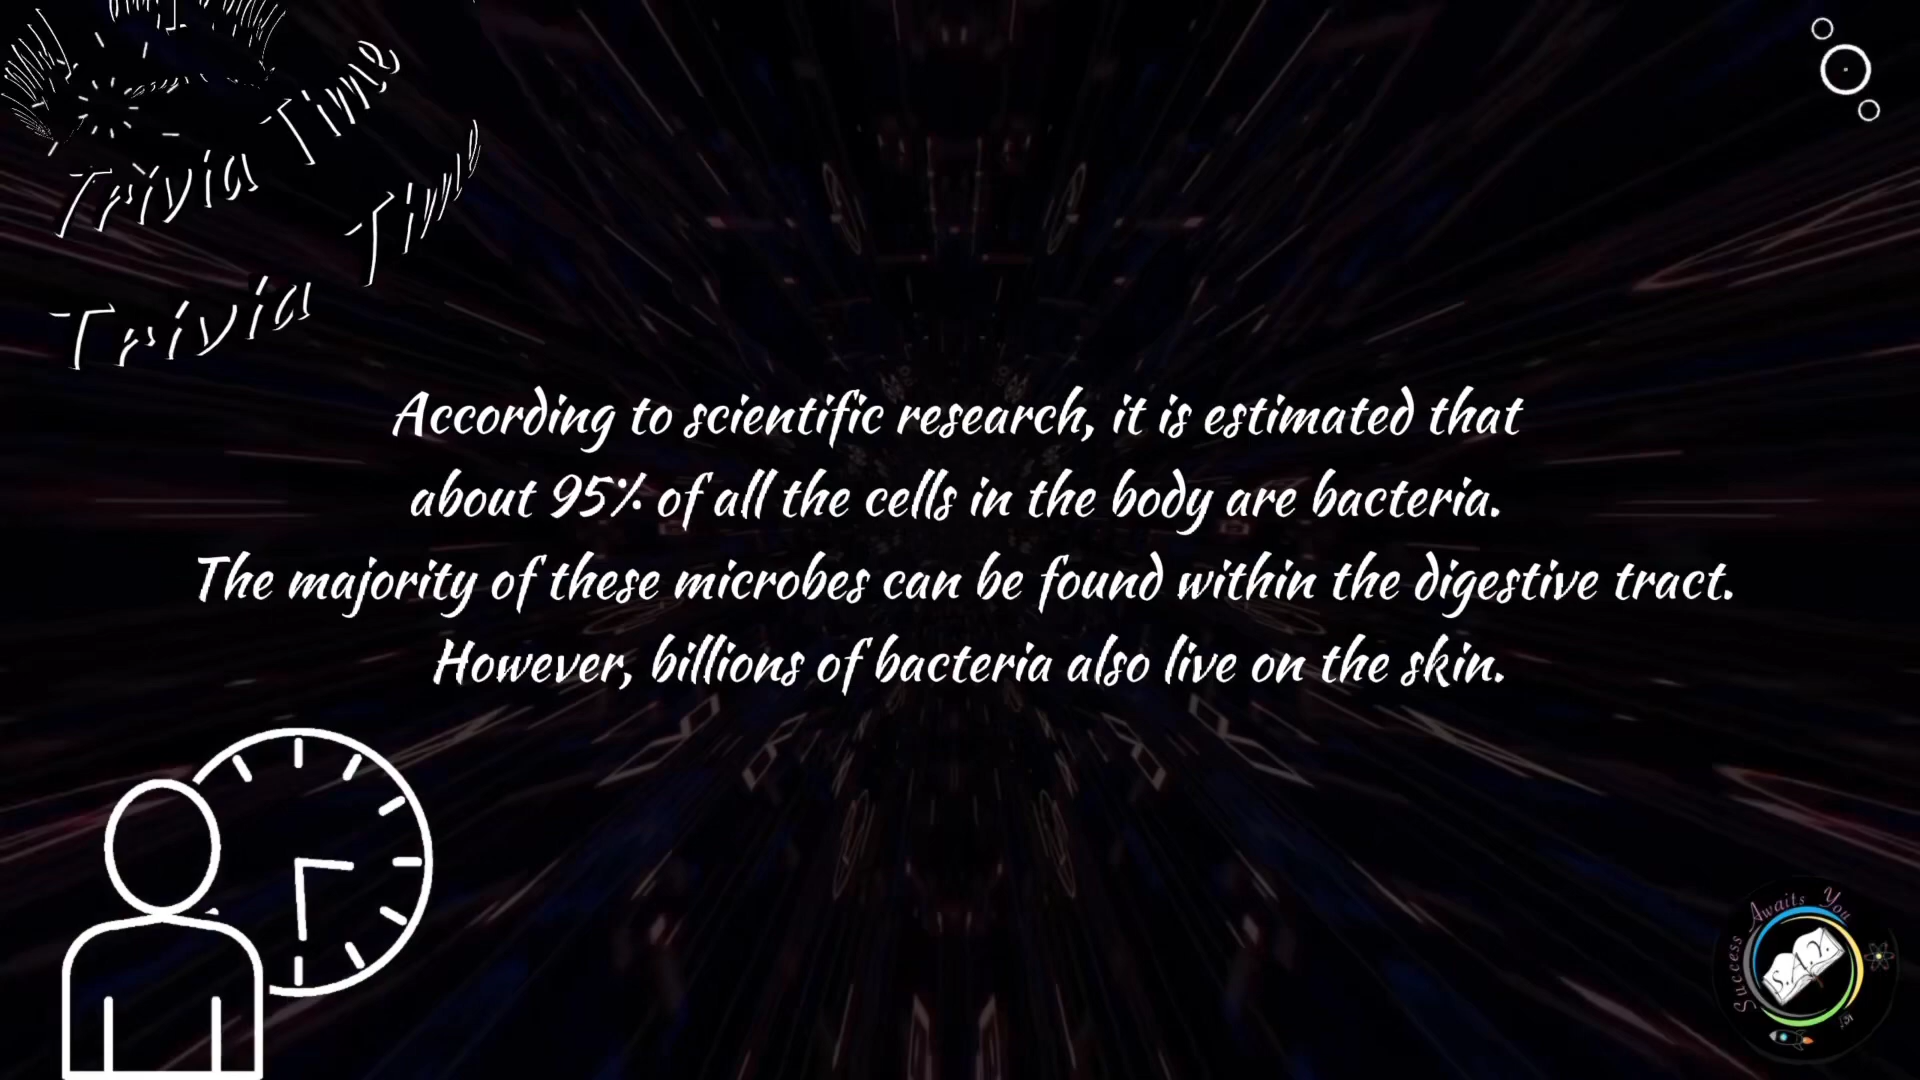 Trivia Time
Trivia Time
According to scientific research, it is estimated that
about 95% of all the cells in the body are bacteria.
The majority of these microbes can be found within the digestive tract.
However, billions of bacteria also live on the skin.
Success Awaits You
S.A.Y.